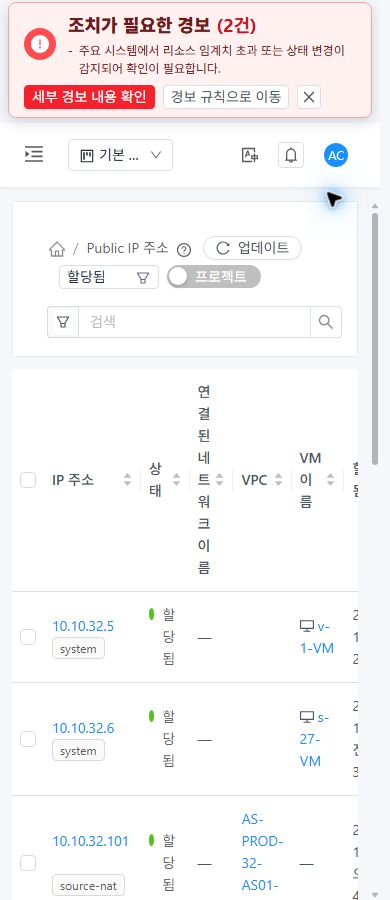 조치가 필요한 경보 (2건)
- 주요 시스템에서 리소스 임계치 초과 또는 상태 변경이
감지되어 확인이 필요합니다.
세부 경보 내용 확인
경보 규칙으로 이동
기본 ...
AC
/ Public IP 주소
업데이트
할당됨
프로젝트
검색
IP 주소
상
태
연
결
된
네
트
워
크
이
름
VPC
VM
이
름
10.10.32.5
system
할
당
됨
—
v-
1-VM
10.10.32.6
system
할
당
됨
—
s-
27-
VM
10.10.32.101
source-nat
할
당
됨
—
AS-
PROD-
32-
AS01-
—